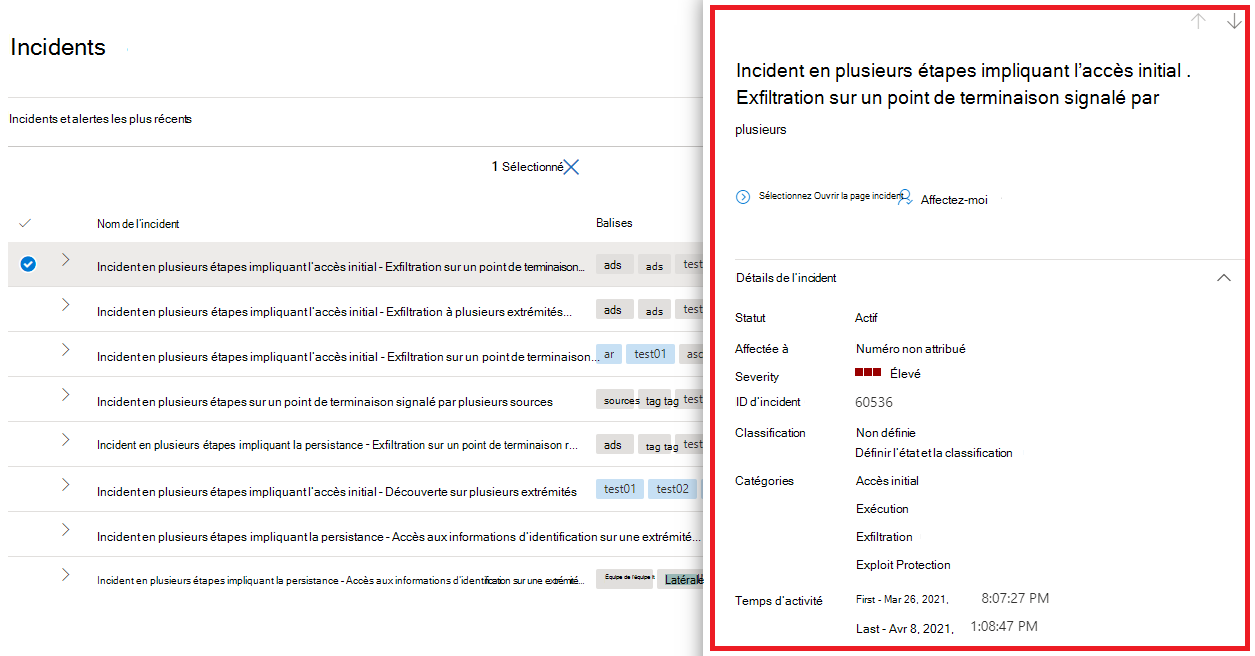 Incidents
Incidents et alertes les plus récents
1 Sélectionné
Nom de l'incident Balises
Incident en plusieurs étapes impliquant l'accès initial - Exfiltration sur un point de terminaison... ads ads test
Incident en plusieurs étapes impliquant l'accès initial - Exfiltration à plusieurs extrémités... ads ads test
Incident en plusieurs étapes impliquant l'accès initial - Exfiltration sur un point de terminaison... ar test01 asc
Incident en plusieurs étapes sur un point de terminaison signalé par plusieurs sources sources tag tag test
Incident en plusieurs étapes impliquant la persistance - Exfiltration sur un point de terminaison r... ads tag tag test
Incident en plusieurs étapes impliquant l'accès initial - Découverte sur plusieurs extrémités test01 test02
Incident en plusieurs étapes impliquant la persistance - Accès aux informations d'identification sur une extrémité...
Incident en plusieurs étapes impliquant la persistance - Accès aux informations d'identification sur une extrémité... Équipe de l'équipe It Latérale
Incident en plusieurs étapes impliquant l'accès initial .
Exfiltration sur un point de terminaison signalé par
plusieurs
Sélectionnez Ouvrir la page incident Affectez-moi
Détails de l'incident
Statut Actif
Affectée à Numéro non attribué
Severity Élevé
ID d'incident 60536
Classification Non définie
Définir l'état et la classification
Catégories Accès initial
Exécution
Exfiltration
Exploit Protection
Temps d'activité First - Mar 26, 2021, 8:07:27 PM
Last - Avr 8, 2021, 1:08:47 PM